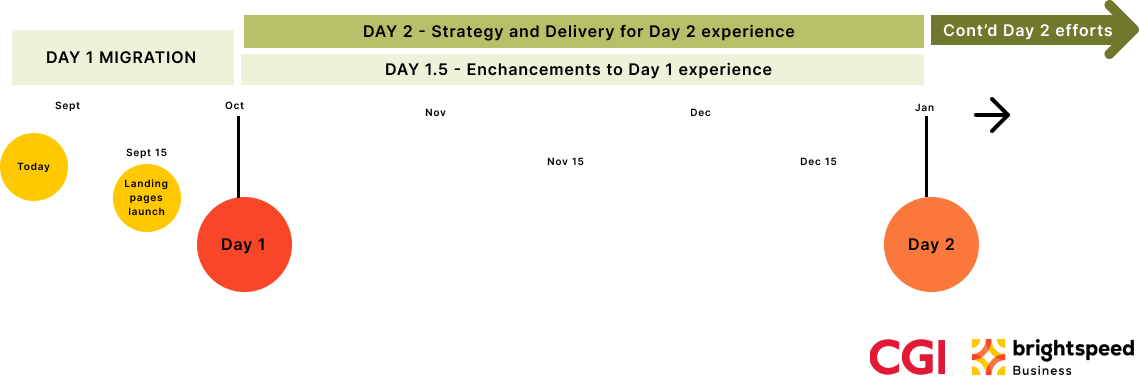 DAY 2 - Strategy and Delivery for Day 2 experience
Cont’d Day 2 efforts
DAY 1 MIGRATION
DAY 1.5 - Enchancements to Day 1 experience
Sept
Oct
Nov
Dec
Jan
Today
Sept 15
Nov 15
Dec 15
Landing
pages
launch
Day 1
Day 2
CGI
brightspeed
Business